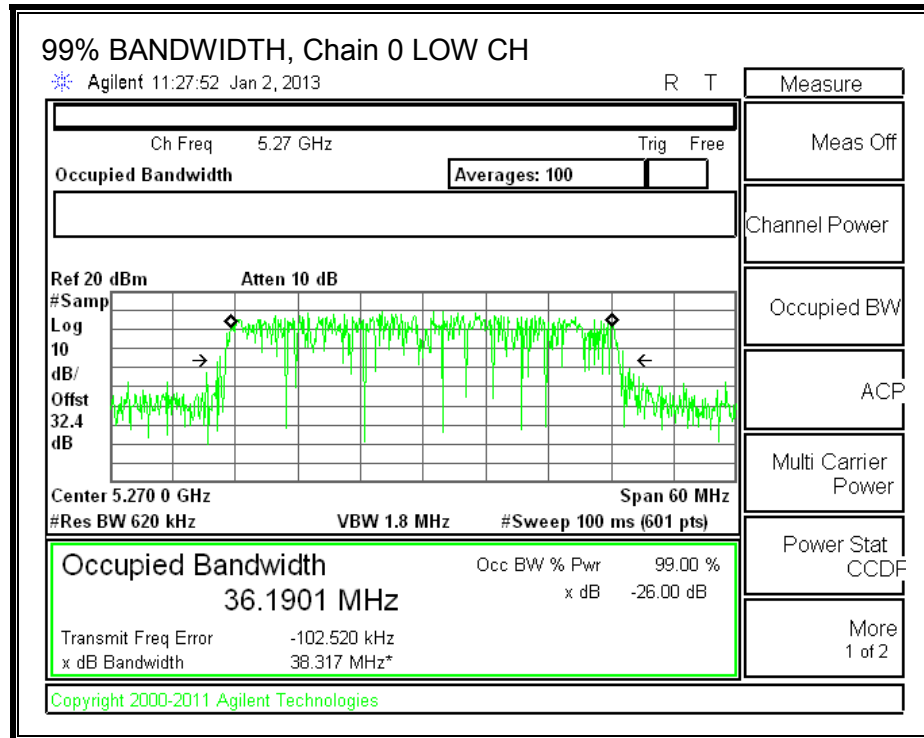 99% BANDWIDTH, Chain 0 LOW CH
Agilent 11:27:52 Jan 2, 2013 R T
Measure
Ch Freq 5.27 GHz Trig Free
Meas Off
Occupied Bandwidth Averages: 100
Channel Power
Ref 20 dBm Atten 10 dB
#Samp
Log
10
dB/
Offst
32.4
dB
Occupied BW
ACP
Multi Carrier
Power
Center 5.270 0 GHz Span 60 MHz
#Res BW 620 kHz VBW 1.8 MHz #Sweep 100 ms (601 pts)
Power Stat
CCDF
Occupied Bandwidth Occ BW % Pwr 99.00 %
36.1901 MHz x dB -26.00 dB
Transmit Freq Error -102.520 kHz
x dB Bandwidth 38.317 MHz*
More
1 of 2
Copyright 2000-2011 Agilent Technologies